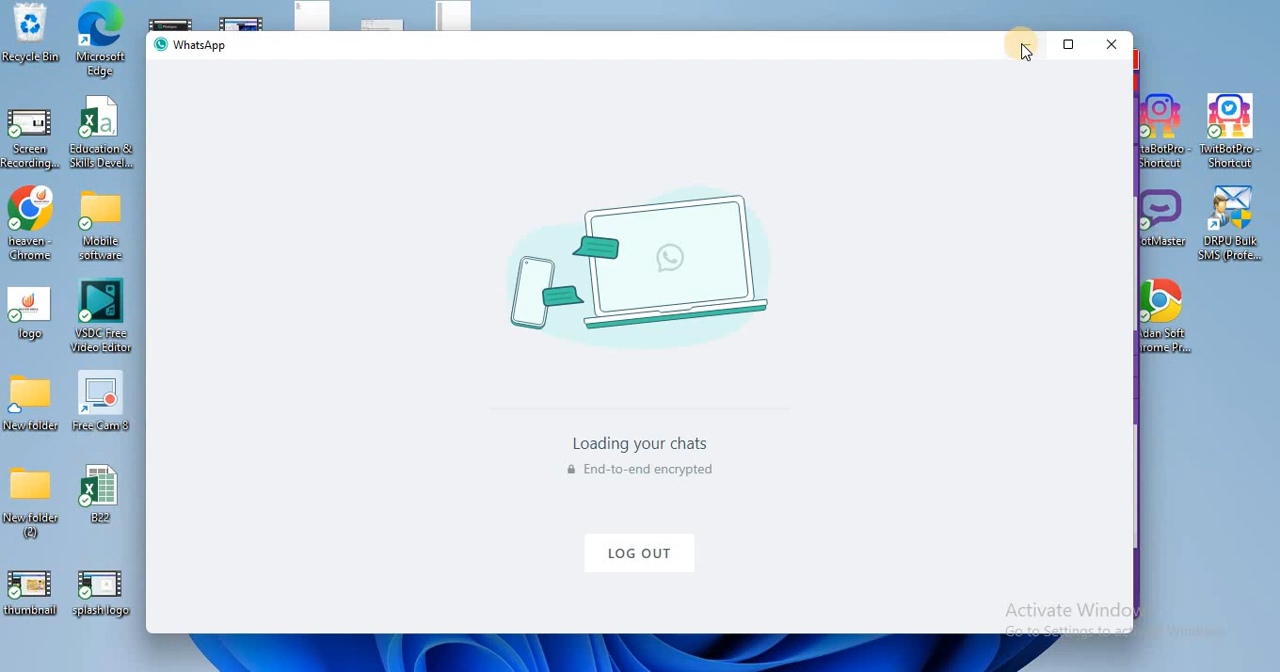 WhatsApp
Recycle Bin
Microsoft
Edge
Screen
Recording...
Education &
Skills Devel...
heaven -
Chrome
Mobile
software
logo
VSDC Free
Video Editor
New folder
Free Cam 8
New folder
(2)
B22
thumbnail
splash logo
Loading your chats
End-to-end encrypted
LOG OUT
taBotPro -
Shortcut
TwitBotPro -
Shortcut
otMaster
DRPU Bulk
SMS (Profe...
dan Soft
hrome Pr...
Activate Window
Go to Settings to act
Windows.